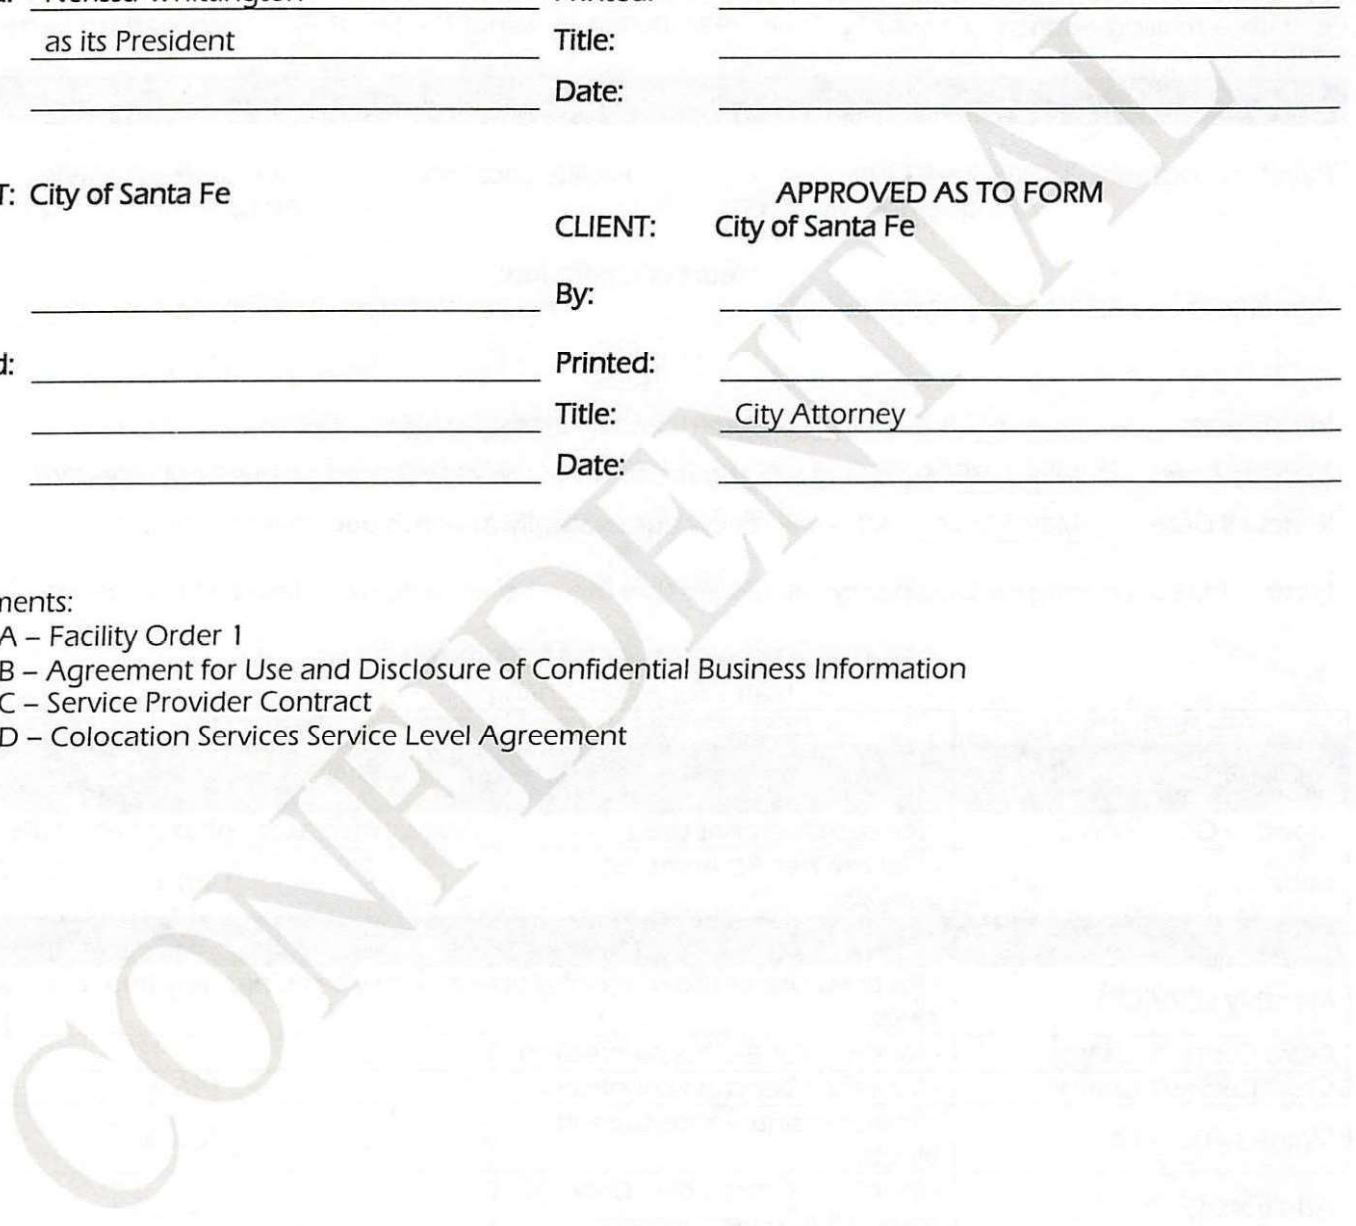 Nerissa Whittington
as its President
Title:
Date:
T: City of Santa Fe
APPROVED AS TO FORM
CLIENT: City of Santa Fe
By:
d:
Printed:
Title: City Attorney
Date:
ments:
A – Facility Order 1
B – Agreement for Use and Disclosure of Confidential Business Information
C – Service Provider Contract
D – Colocation Services Service Level Agreement
CONFIDENTIAL